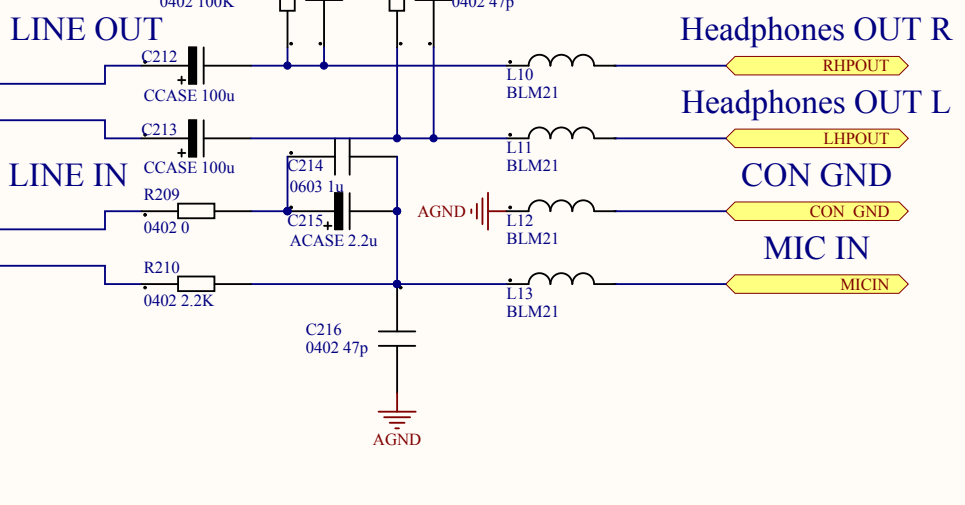 0402 100K
0402 47p
LINE OUT
Headphones OUT R
C212
+
CCASE 100u
L10
BLM21
RHPOUT
Headphones OUT L
C213
+
CCASE 100u
L11
BLM21
LHPOUT
C214
0603 1u
LINE IN
CON GND
R209
0402 0
C215
+
ACASE 2.2u
AGND
L12
BLM21
CON GND
MIC IN
R210
0402 2.2K
L13
BLM21
MICIN
C216
0402 47p
AGND